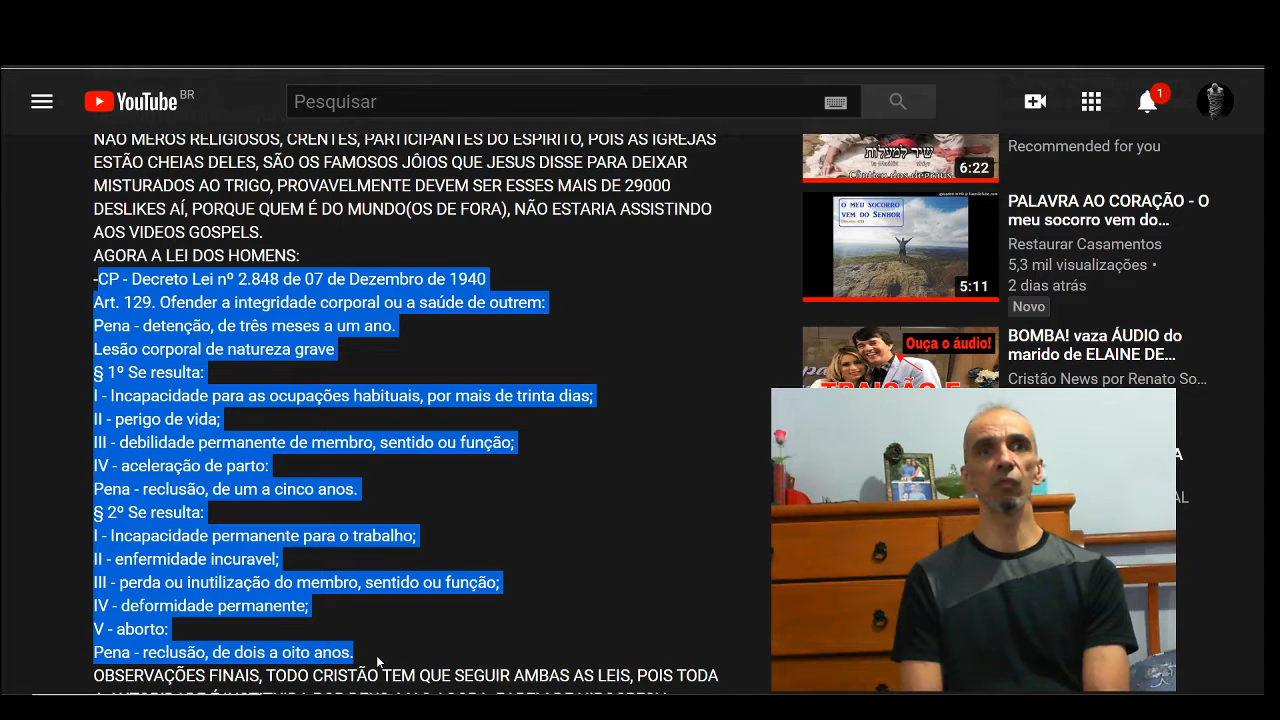 YouTube BR
Pesquisar
1
NÃO MEROS RELIGIOSOS, CRENTES, PARTICIPANTES DO ESPIRITO, POIS AS IGREJAS
ESTÃO CHEIAS DELES, SÃO OS FAMOSOS JÔIOS QUE JESUS DISSE PARA DEIXAR
MISTURADOS AO TRIGO, PROVAVELMENTE DEVEM SER ESSES MAIS DE 29000
DESLIKES AÍ, PORQUE QUEM É DO MUNDO(OS DE FORA), NÃO ESTARIA ASSISTINDO
AOS VIDEOS GOSPELS.
AGORA A LEI DOS HOMENS:
-CP - Decreto Lei nº 2.848 de 07 de Dezembro de 1940
Art. 129. Ofender a integridade corporal ou a saúde de outrem:
Pena - detenção, de três meses a um ano.
Lesão corporal de natureza grave
§ 1º Se resulta:
I - Incapacidade para as ocupações habituais, por mais de trinta dias;
II - perigo de vida;
III - debilidade permanente de membro, sentido ou função;
IV - aceleração de parto:
Pena - reclusão, de um a cinco anos.
§ 2º Se resulta:
I - Incapacidade permanente para o trabalho;
II - enfermidade incuravel;
III - perda ou inutilização do membro, sentido ou função;
IV - deformidade permanente;
V - aborto:
Pena - reclusão, de dois a oito anos.
OBSERVAÇÕES FINAIS, TODO CRISTÃO TEM QUE SEGUIR AMBAS AS LEIS, POIS TODA
שיר למעלות
Cântico dos degraus
6:22
Recommended for you
O MEU SOCORRO
VEM DO SENHOR
5:11
PALAVRA AO CORAÇÃO - O
meu socorro vem do...
Restaurar Casamentos
5,3 mil visualizações •
2 dias atrás
Novo
Ouça o áudio!
TRAIÇÃO E
BOMBA! vaza ÁUDIO do
marido de ELAINE DE...
Cristão News por Renato So...
A
AL